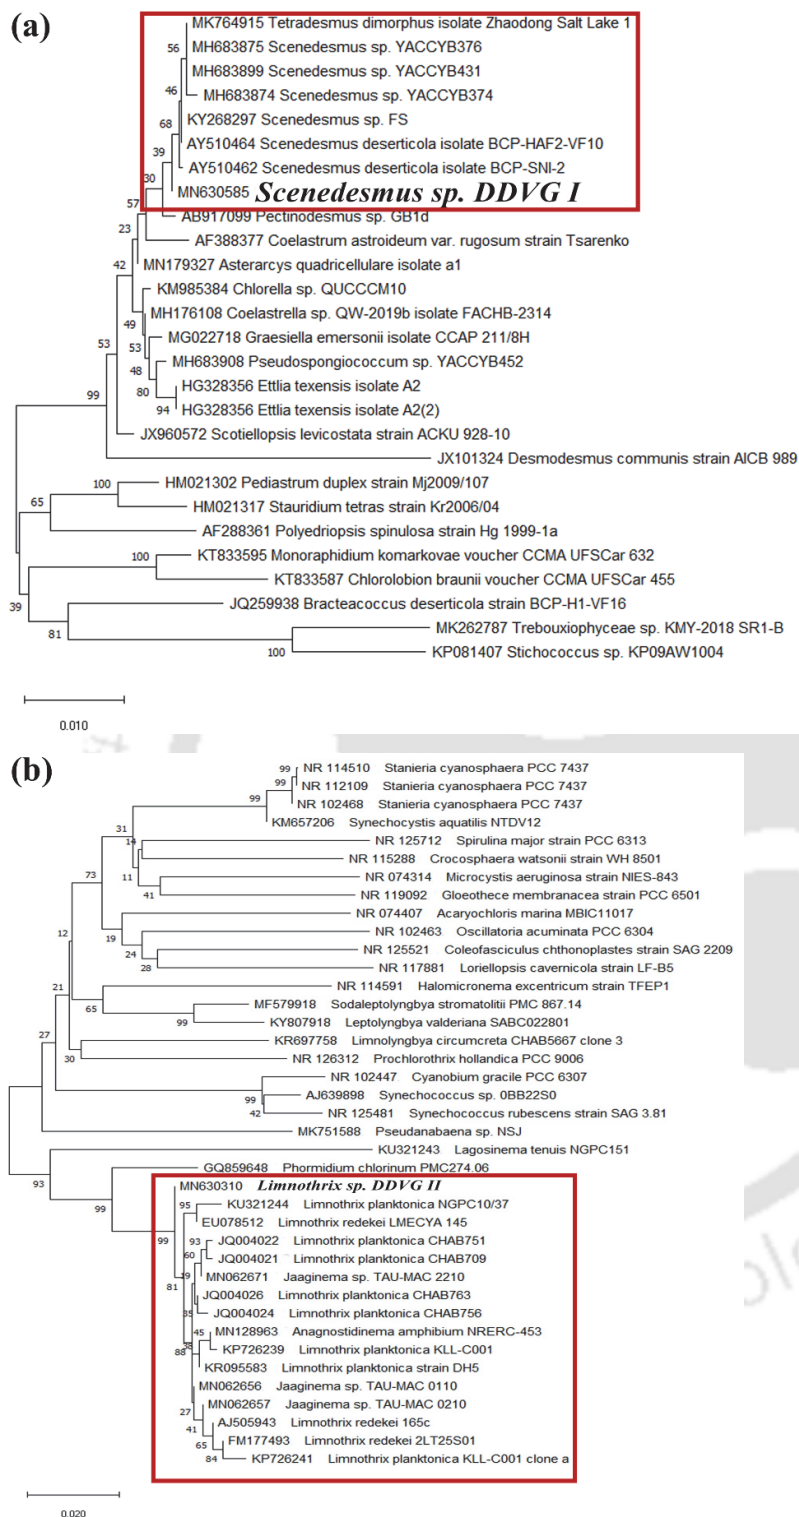 (a)
MK764915 Tetradesmus dimorphus isolate Zhaodong Salt Lake 1
56
MH683875 Scenedesmus sp. YACCYB376
MH683899 Scenedesmus sp. YACCYB431
46
MH683874 Scenedesmus sp. YACCYB374
KY268297 Scenedesmus sp. FS
68
AY510464 Scenedesmus deserticola isolate BCP-HAF2-VF10
39
AY510462 Scenedesmus deserticola isolate BCP-SNI-2
30
MN630585 Scenedesmus sp. DDVG I
57
AB917099 Pectinodesmus sp. GB1d
23
AF388377 Coelastrum astroideum var. rugosum strain Tsarenko
42
MN179327 Asterarcys quadricellulare isolate a1
KM985384 Chlorella sp. QUCCCM10
MH176108 Coelastrella sp. QW-2019b isolate FACHB-2314
49
MG022718 Graesiella emersonii isolate CCAP 211/8H
53
53
MH683908 Pseudospongiococcum sp. YACCYB452
48
HG328356 Ettlia texensis isolate A2
99
80
94
HG328356 Ettlia texensis isolate A2(2)
JX960572 Scotiellopsis levicostata strain ACKU 928-10
JX101324 Desmodesmus communis strain AICB 989
HM021302 Pediastrum duplex strain Mj2009/107
100
65
HM021317 Stauridium tetras strain Kr2006/04
AF288361 Polyedriopsis spinulosa strain Hg 1999-1a
100
KT833595 Monoraphidium komarkovae voucher CCMA UFSCar 632
KT833587 Chlorolobion braunii voucher CCMA UFSCar 455
39
JQ259938 Bracteacoccus deserticola strain BCP-H1-VF16
81
MK262787 Trebouxiophyceae sp. KMY-2018 SR1-B
100
KP081407 Stichococcus sp. KP09AW1004
0.010
(b)
99
NR 114510 Stanieria cyanosphaera PCC 7437
99
NR 112109 Stanieria cyanosphaera PCC 7437
99
NR 102468 Stanieria cyanosphaera PCC 7437
KM657206 Synechocystis aquatilis NTDV12
31
14
NR 125712 Spirulina major strain PCC 6313
NR 115288 Crocosphaera watsonii strain WH 8501
73
11
NR 074314 Microcystis aeruginosa strain NIES-843
41
NR 119092 Gloeothece membranacea strain PCC 6501
NR 074407 Acaryochloris marina MBIC11017
12
19
NR 102463 Oscillatoria acuminata PCC 6304
24
NR 125521 Coleofasciculus chthonoplastes strain SAG 2209
28
NR 117881 Loriellopsis cavernicola strain LF-B5
21
NR 114591 Halomicronema excentricum strain TFEP1
65
MF579918 Sodaleptolyngbya stromatolitii PMC 867.14
99
KY807918 Leptolyngbya valderiana SABC022801
27
KR697758 Limnolyngbya circumcreta CHAB5667 clone 3
30
NR 126312 Prochlorothrix hollandica PCC 9006
NR 102447 Cyanobium gracile PCC 6307
99
AJ639898 Synechococcus sp. 0BB22S0
42
NR 125481 Synechococcus rubescens strain SAG 3.81
MK751588 Pseudanabaena sp. NSJ
KU321243 Lagosinema tenuis NGPC151
93
GQ859648 Phormidium chlorinum PMC274.06
99
MN630310 Limnothrix sp. DDVG II
95
KU321244 Limnothrix planktonica NGPC10/37
EU078512 Limnothrix redekei LMECYA 145
99
93
JQ004022 Limnothrix planktonica CHAB751
60
JQ004021 Limnothrix planktonica CHAB709
81
19
MN062671 Jaaginema sp. TAU-MAC 2210
JQ004026 Limnothrix planktonica CHAB763
35
JQ004024 Limnothrix planktonica CHAB756
45
MN128963 Anagnostidinema amphibium NRERC-453
38
88
KP726239 Limnothrix planktonica KLL-C001
KR095583 Limnothrix planktonica strain DH5
MN062656 Jaaginema sp. TAU-MAC 0110
27
MN062657 Jaaginema sp. TAU-MAC 0210
41
AJ505943 Limnothrix redekei 165c
65
FM177493 Limnothrix redekei 2LT25S01
84
KP726241 Limnothrix planktonica KLL-C001 clone a
0.020